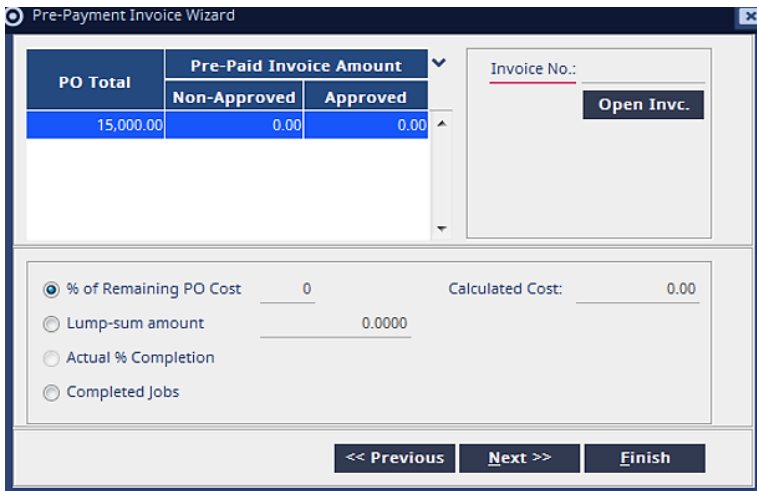 Pre-Payment Invoice Wizard
PO Total
Pre-Paid Invoice Amount
Non-Approved Approved
15,000.00 0.00 0.00
Invoice No.:
Open Invc.
% of Remaining PO Cost 0 Calculated Cost: 0.00
Lump-sum amount 0.0000
Actual % Completion
Completed Jobs
<< Previous Next >> Finish